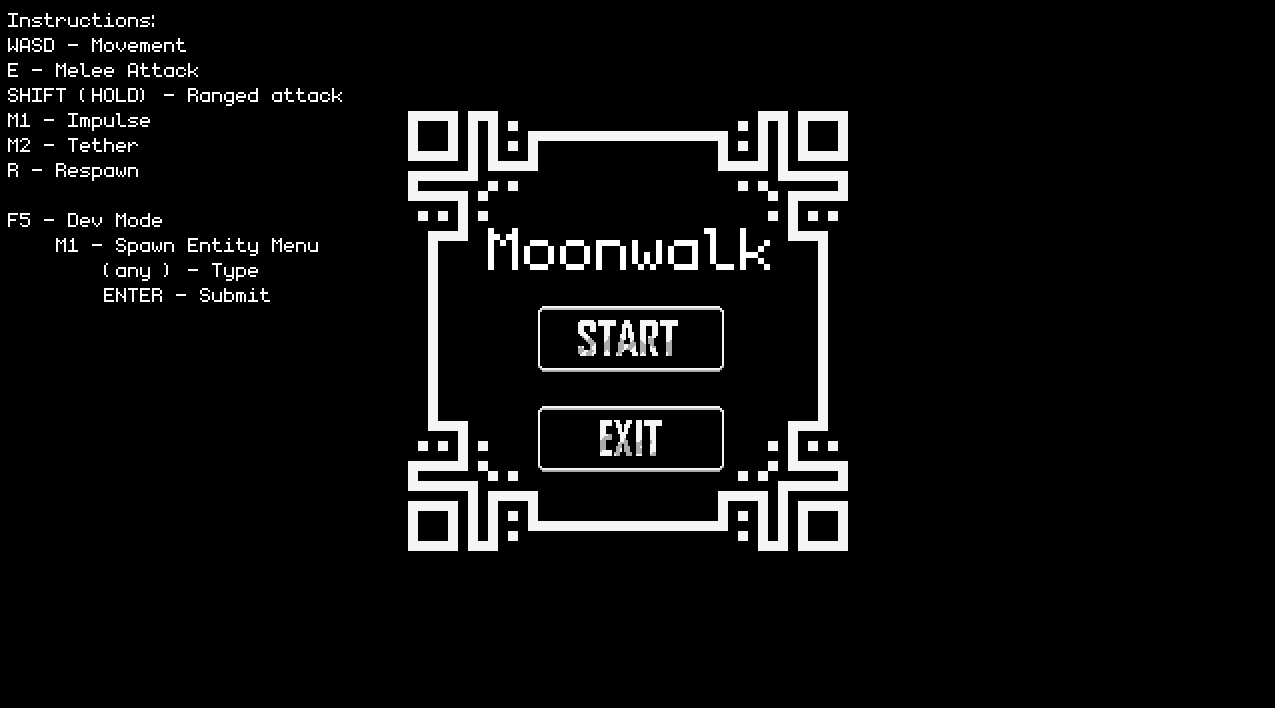 Instructions:
WASD - Movement
E - Melee Attack
SHIFT (HOLD) - Ranged attack
M1 - Impulse
M2 - Tether
R - Respawn
F5 - Dev Mode
M1 - Spawn Entity Menu
(any) - Type
ENTER - Submit
Moonwalk
START
EXIT